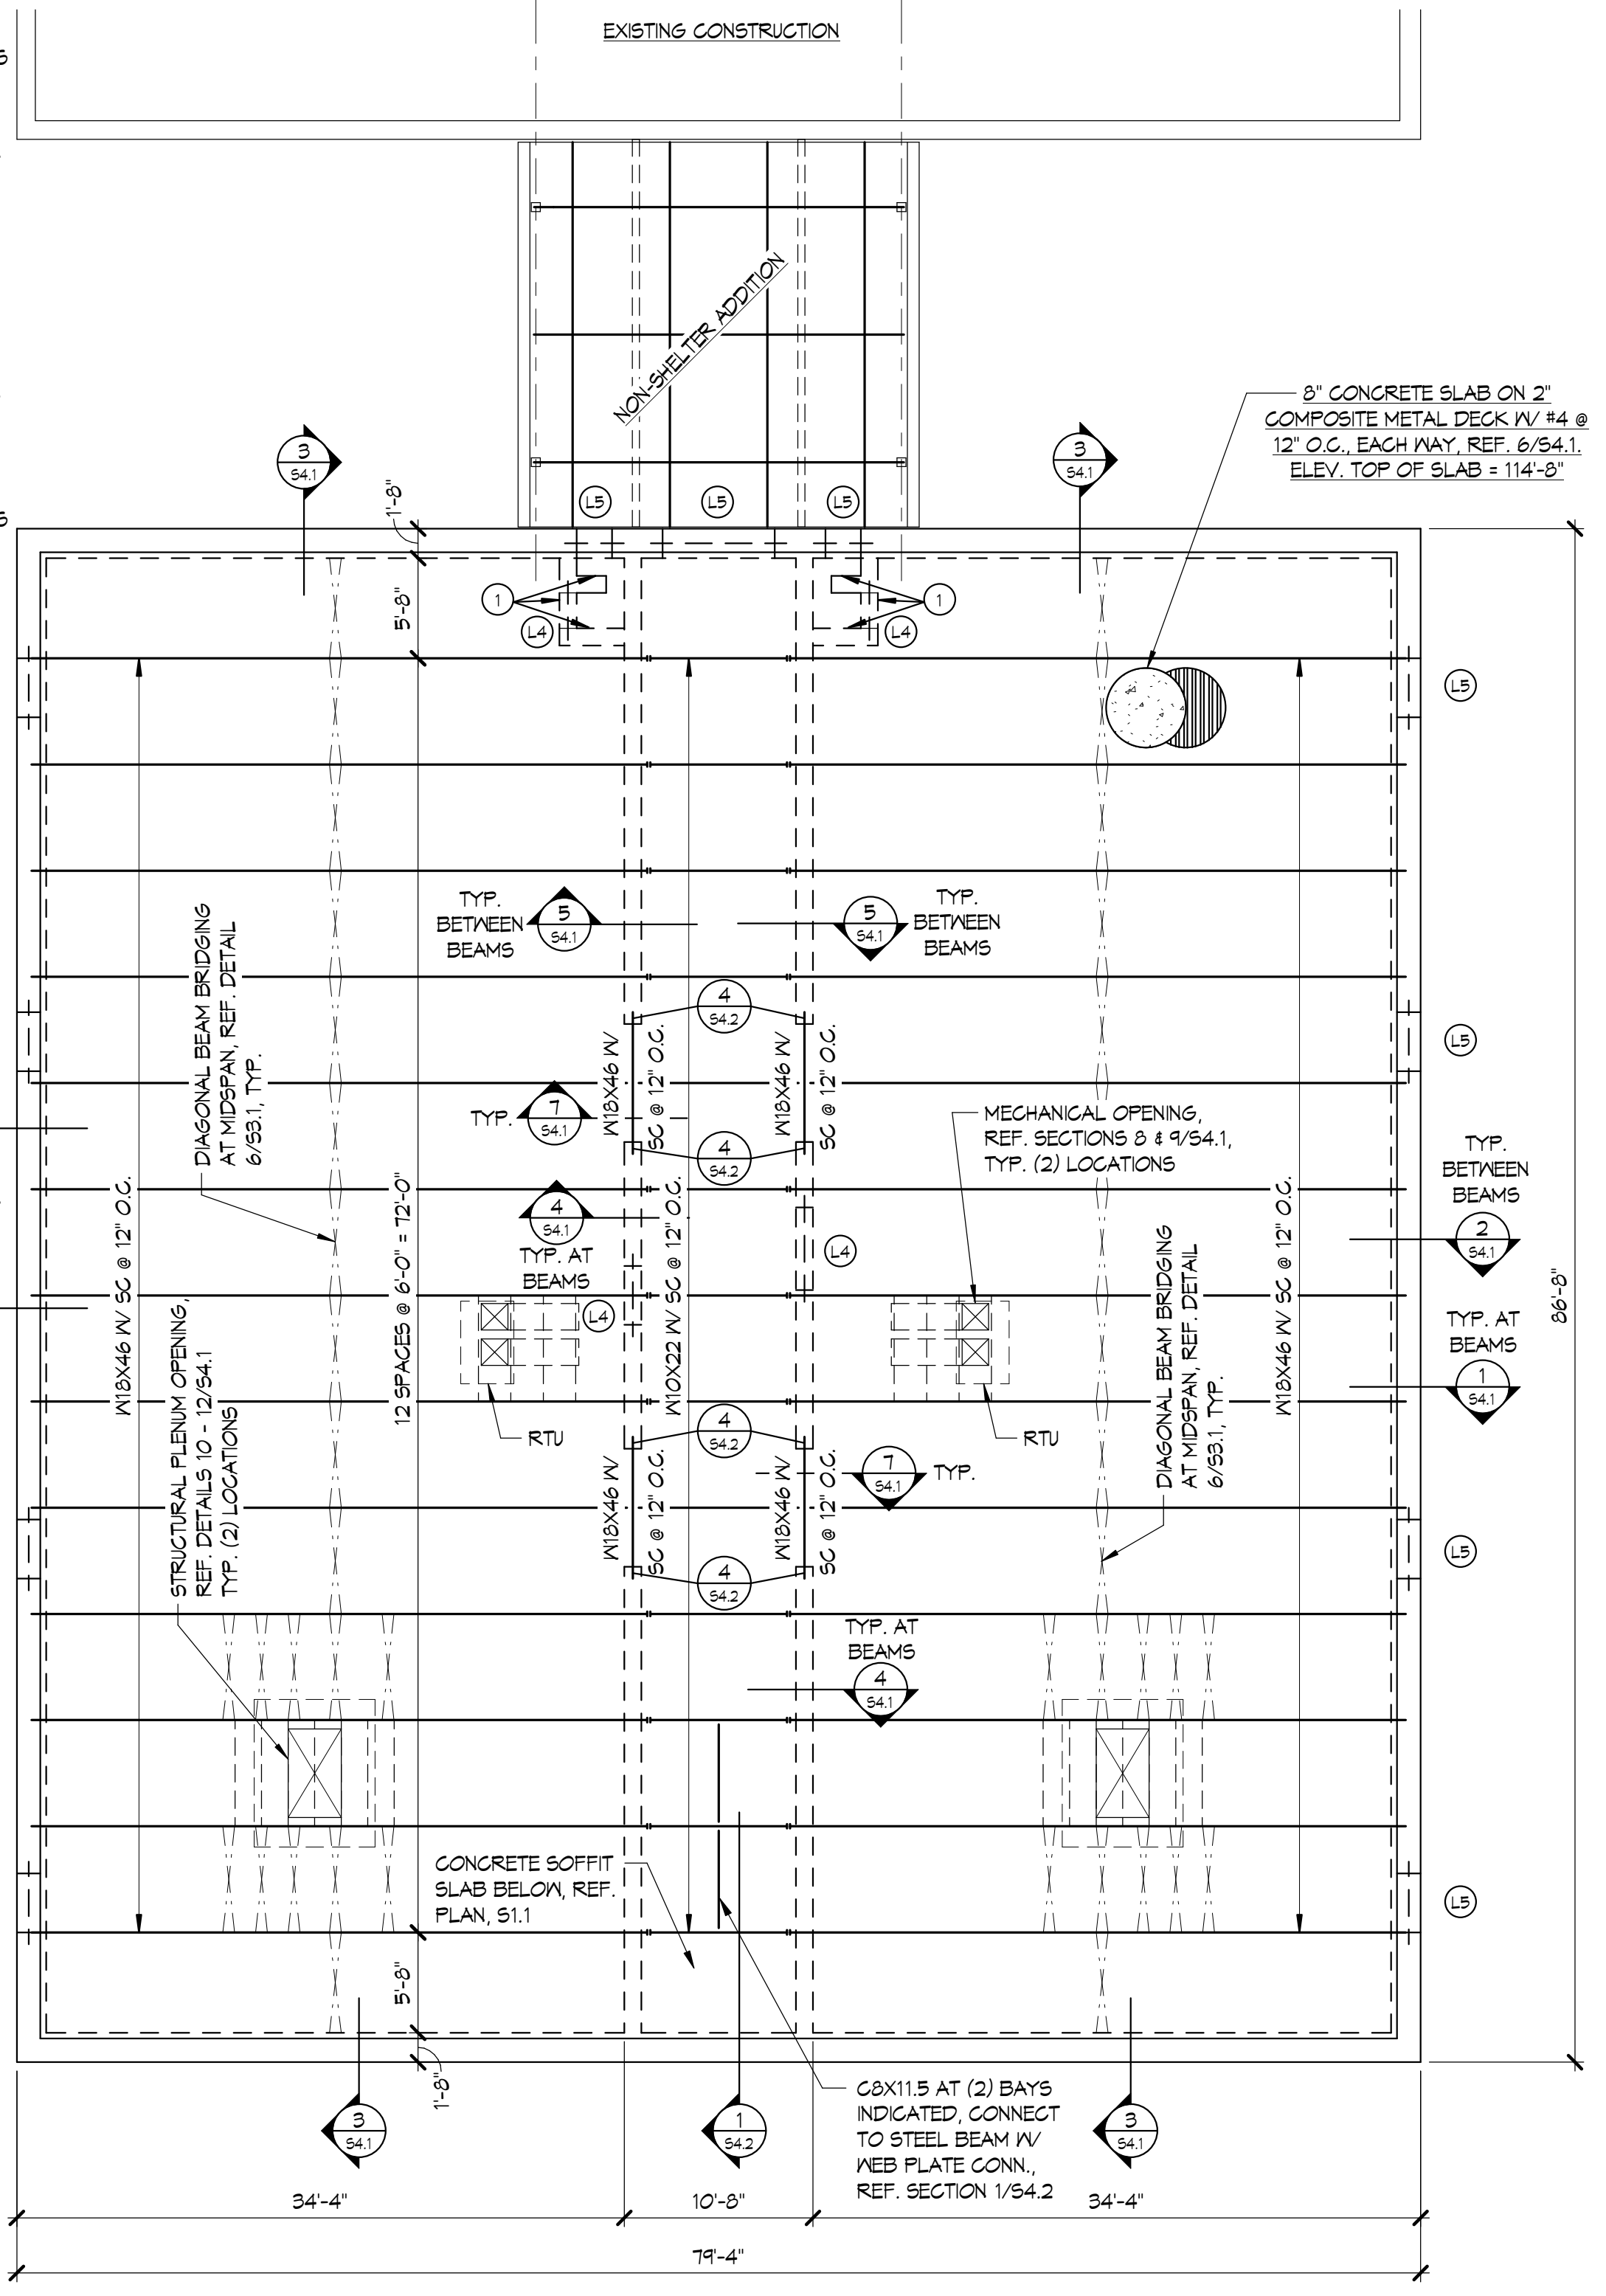 EXISTING CONSTRUCTION
NON-SHELTER ADDITION
8" CONCRETE SLAB ON 2"
COMPOSITE METAL DECK W/ #4 @
12" O.C., EACH WAY, REF. 6/S4.1.
ELEV. TOP OF SLAB = 114'-8"
3
S4.1
3
S4.1
1'-8"
L5
L5
L5
5'-8"
1
1
L4
L4
L5
TYP.
BETWEEN
BEAMS
5
S4.1
5
S4.1
TYP.
BETWEEN
BEAMS
DIAGONAL BEAM BRIDGING
AT MIDSPAN, REF. DETAIL
6/S3.1, TYP.
4
S4.2
W18X46 W/
SC @ 12" O.C.
W18X46 W/
SC @ 12" O.C.
L5
TYP.
7
S4.1
4
S4.2
MECHANICAL OPENING,
REF. SECTIONS 8 & 9/S4.1,
TYP. (2) LOCATIONS
TYP.
BETWEEN
BEAMS
2
S4.1
W18X46 W/ SC @ 12" O.C.
12 SPACES @ 6'-0" = 72'-0"
4
S4.1
TYP. AT
BEAMS
W10X22 W/ SC @ 12" O.C.
L4
W18X46 W/ SC @ 12" O.C.
DIAGONAL BEAM BRIDGING
AT MIDSPAN, REF. DETAIL
6/S3.1, TYP.
86'-8"
L4
TYP. AT
BEAMS
1
S4.1
STRUCTURAL PLENUM OPENING,
REF. DETAILS 10 - 12/S4.1
TYP. (2) LOCATIONS
RTU
RTU
4
S4.2
W18X46 W/
SC @ 12" O.C.
W18X46 W/
SC @ 12" O.C.
7
S4.1
TYP.
L5
4
S4.2
TYP. AT
BEAMS
4
S4.1
CONCRETE SOFFIT
SLAB BELOW, REF.
PLAN, S1.1
L5
5'-8"
1'-8"
3
S4.1
1
S4.2
3
S4.1
C8X11.5 AT (2) BAYS
INDICATED, CONNECT
TO STEEL BEAM W/
WEB PLATE CONN.,
REF. SECTION 1/S4.2
34'-4"
10'-8"
34'-4"
79'-4"